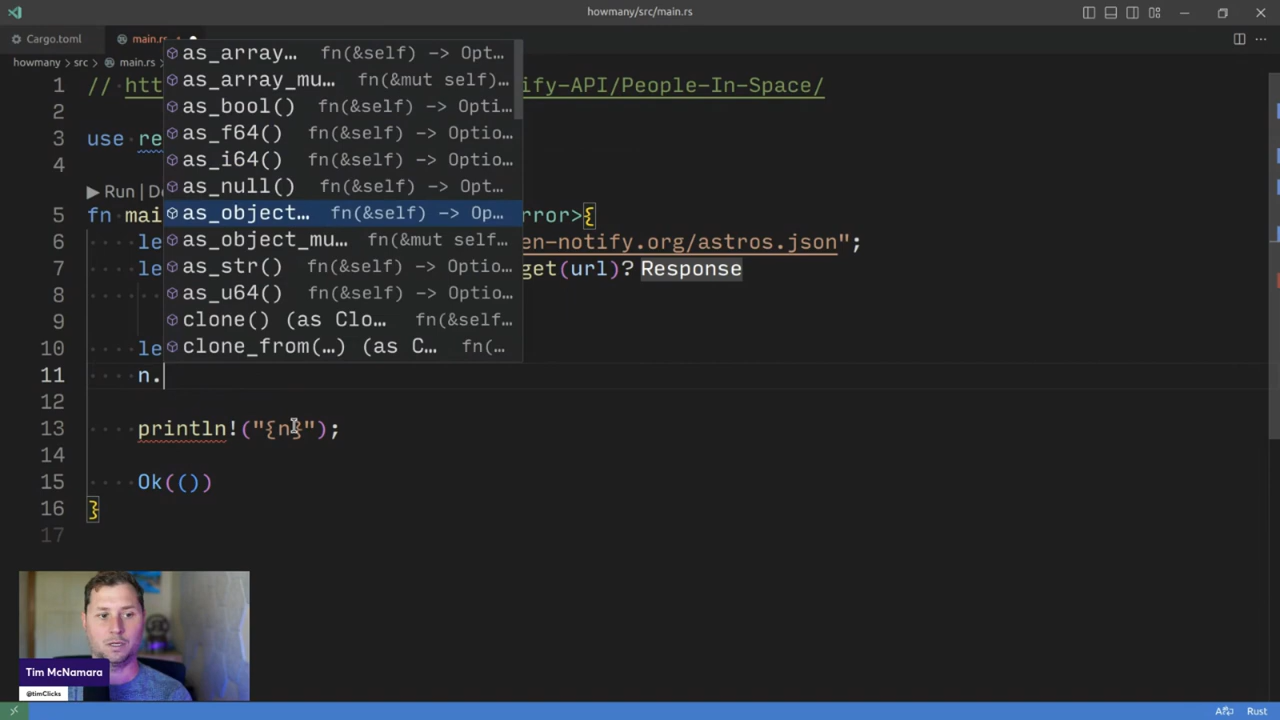 howmany/src/main.rs
Cargo.toml
main.rs
howmany › src › main.rs
1 // htt
ify-API/People-In-Space/
2
3 use re
4
▶ Run | De
5 fn mai
rror>{
6 le
en-notify.org/astros.json";
7 le
get(url)? Response
8
9
10 le
11 n.
12
13 println!("{n}");
14
15 Ok(())
16 }
17
as_array… fn(&self) -> Opt…
as_array_mu… fn(&mut self)…
as_bool() fn(&self) -> Opti…
as_f64() fn(&self) -> Optio…
as_i64() fn(&self) -> Optio…
as_null() fn(&self) -> Opt…
as_object… fn(&self) -> Op…
as_object_mu… fn(&mut self…
as_str() fn(&self) -> Optio…
as_u64() fn(&self) -> Optio…
clone() (as Clo… fn(&self…
clone_from(…) (as C… fn(…
Tim McNamara
@timClicks
Rust